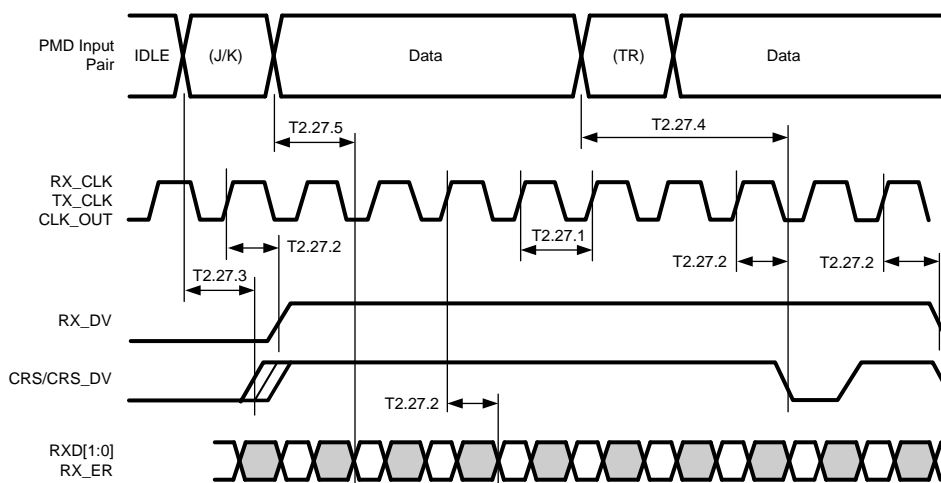 PMD Input
Pair
IDLE
(J/K)
Data
(TR)
Data
T2.27.5
T2.27.4
RX_CLK
TX_CLK
CLK_OUT
T2.27.2
T2.27.1
T2.27.2
T2.27.2
T2.27.3
RX_DV
CRS/CRS_DV
T2.27.2
RXD[1:0]
RX_ER